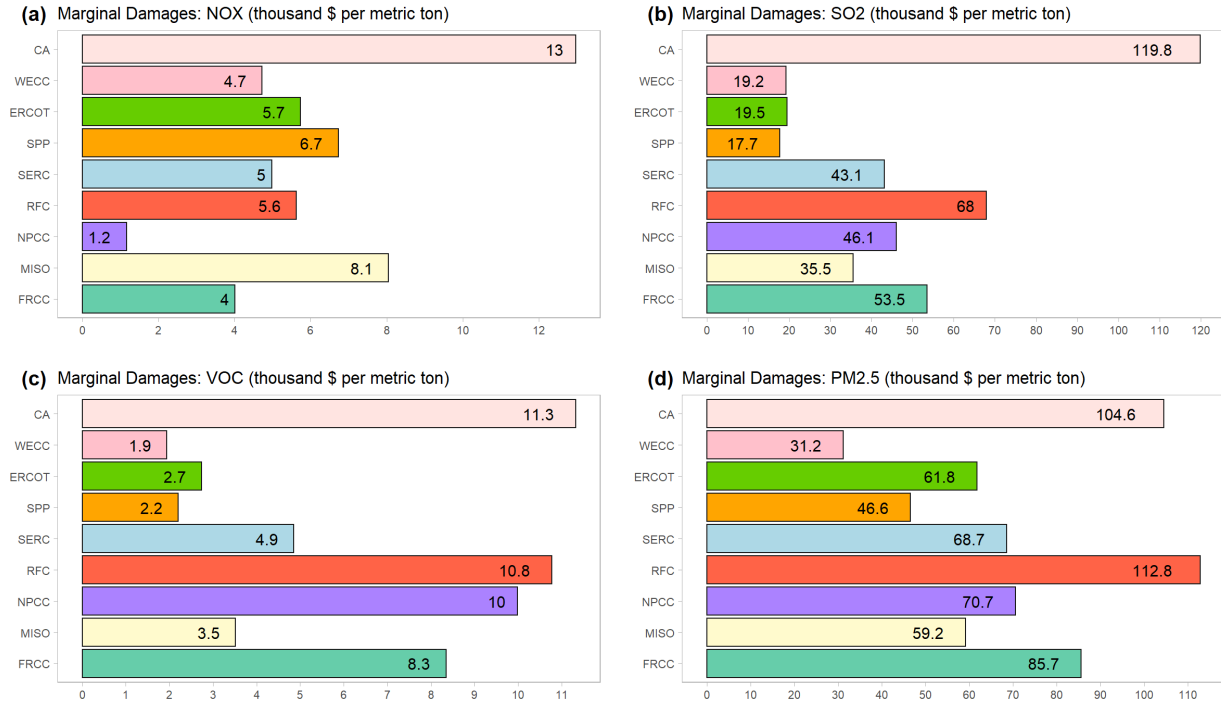 (a) Marginal Damages: NOX (thousand $ per metric ton)
CA 13
WECC 4.7
ERCOT 5.7
SPP 6.7
SERC 5
RFC 5.6
NPCC 1.2
MISO 8.1
FRCC 4
0 2 4 6 8 10 12
(b) Marginal Damages: SO2 (thousand $ per metric ton)
CA 119.8
WECC 19.2
ERCOT 19.5
SPP 17.7
SERC 43.1
RFC 68
NPCC 46.1
MISO 35.5
FRCC 53.5
0 10 20 30 40 50 60 70 80 90 100 110 120
(c) Marginal Damages: VOC (thousand $ per metric ton)
CA 11.3
WECC 1.9
ERCOT 2.7
SPP 2.2
SERC 4.9
RFC 10.8
NPCC 10
MISO 3.5
FRCC 8.3
0 1 2 3 4 5 6 7 8 9 10 11
(d) Marginal Damages: PM2.5 (thousand $ per metric ton)
CA 104.6
WECC 31.2
ERCOT 61.8
SPP 46.6
SERC 68.7
RFC 112.8
NPCC 70.7
MISO 59.2
FRCC 85.7
0 10 20 30 40 50 60 70 80 90 100 110